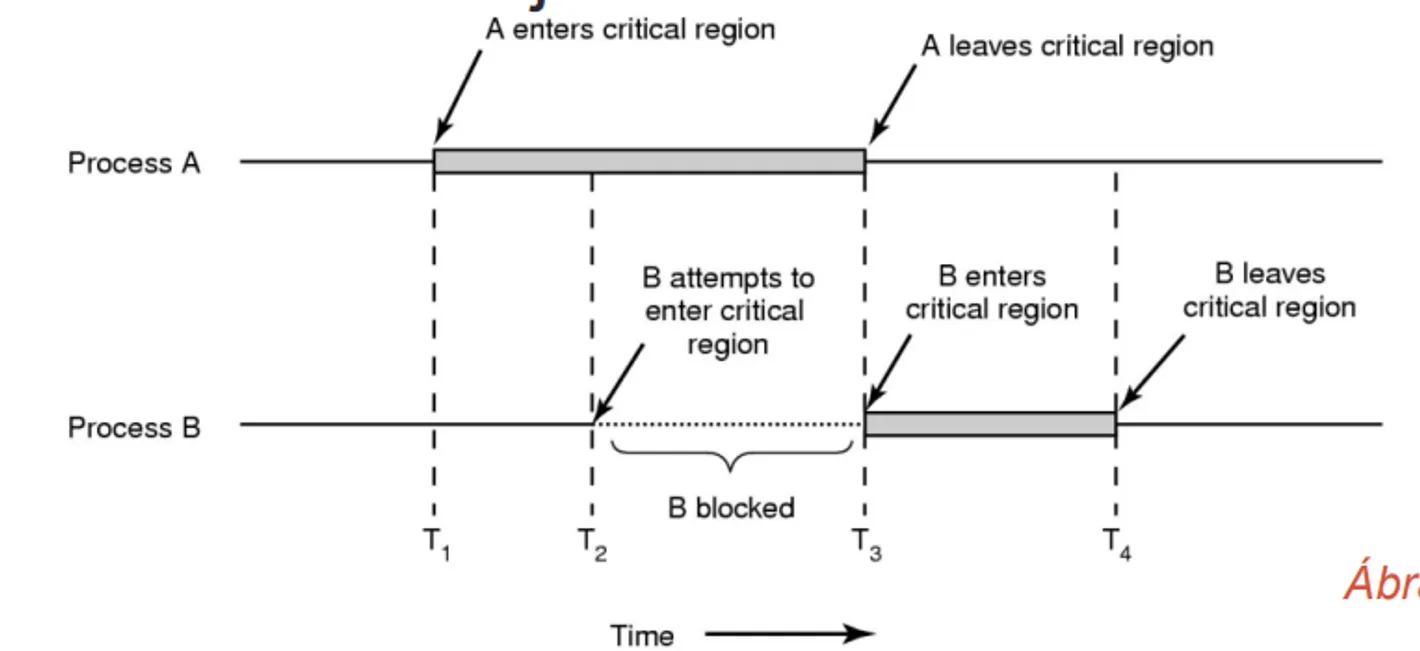 A enters critical region
A leaves critical region
Process A
B attempts to
enter critical
region
B enters
critical region
B leaves
critical region
Process B
B blocked
T1
T2
T3
T4
Time